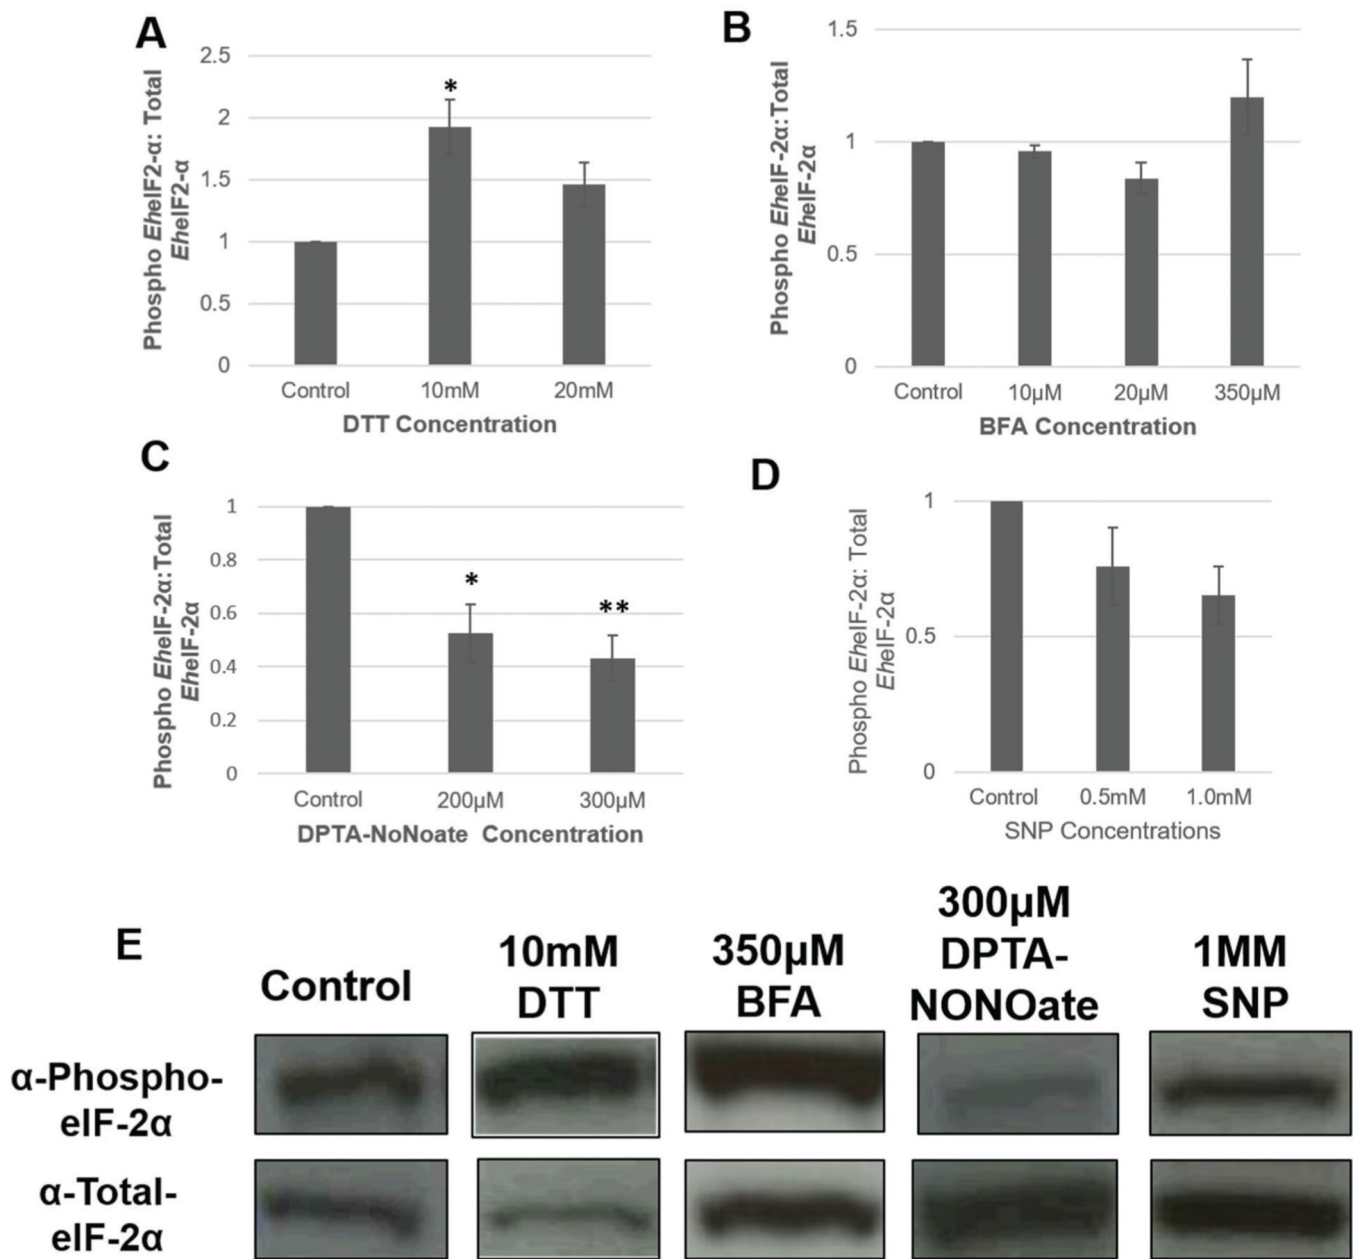 A
Phospho EheIF2-α: Total
EheIF2-α
2.5
2
1.5
1
0.5
0
*
Control 10mM 20mM
DTT Concentration
B
Phospho EheIF-2α:Total
EheIF-2α
1.5
1
0.5
0
Control 10µM 20µM 350µM
BFA Concentration
C
Phospho EheIF-2α:Total
EheIF-2α
1
0.8
0.6
0.4
0.2
0
*
**
Control 200µM 300µM
DPTA-NoNoate Concentration
D
Phospho EheIF-2α: Total
EheIF-2α
1
0.5
0
Control 0.5mM 1.0mM
SNP Concentrations
E
Control
10mM
DTT
350µM
BFA
300µM
DPTA-
NONOate
1MM
SNP
α-Phospho-
eIF-2α
α-Total-
eIF-2α